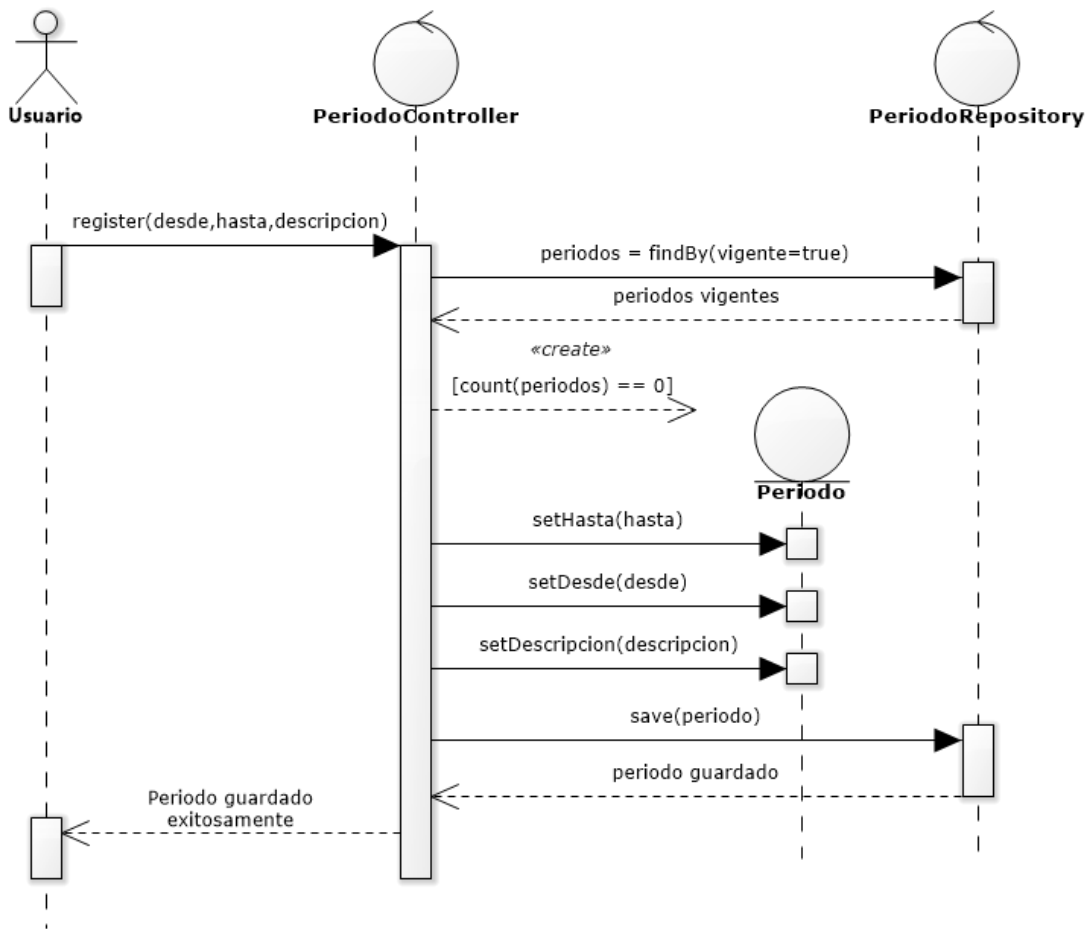 Usuario
PeriodoController
PeriodoRepository
register(desde,hasta,descripcion)
periodos = findBy(vigente=true)
periodos vigentes
«create»
[count(periodos) == 0]
Periodo
setHasta(hasta)
setDesde(desde)
setDescripcion(descripcion)
save(periodo)
periodo guardado
Periodo guardado
exitosamente